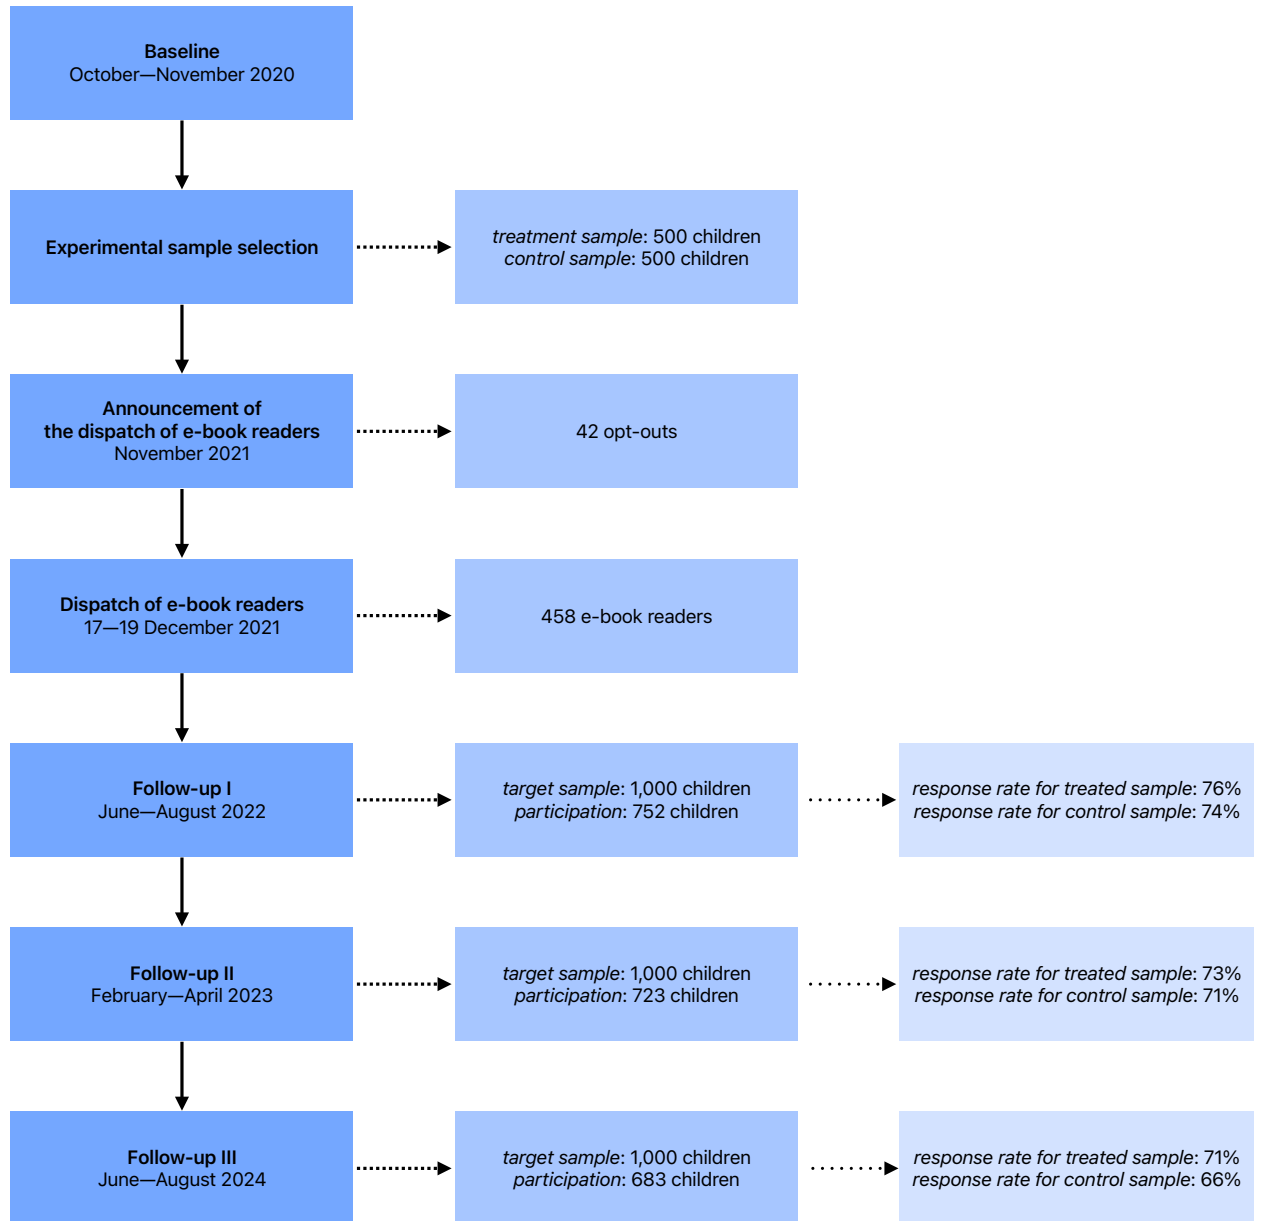 Baseline
October—November 2020
Experimental sample selection
treatment sample: 500 children
control sample: 500 children
Announcement of
the dispatch of e-book readers
November 2021
42 opt-outs
Dispatch of e-book readers
17—19 December 2021
458 e-book readers
Follow-up I
June—August 2022
target sample: 1,000 children
participation: 752 children
response rate for treated sample: 76%
response rate for control sample: 74%
Follow-up II
February—April 2023
target sample: 1,000 children
participation: 723 children
response rate for treated sample: 73%
response rate for control sample: 71%
Follow-up III
June—August 2024
target sample: 1,000 children
participation: 683 children
response rate for treated sample: 71%
response rate for control sample: 66%